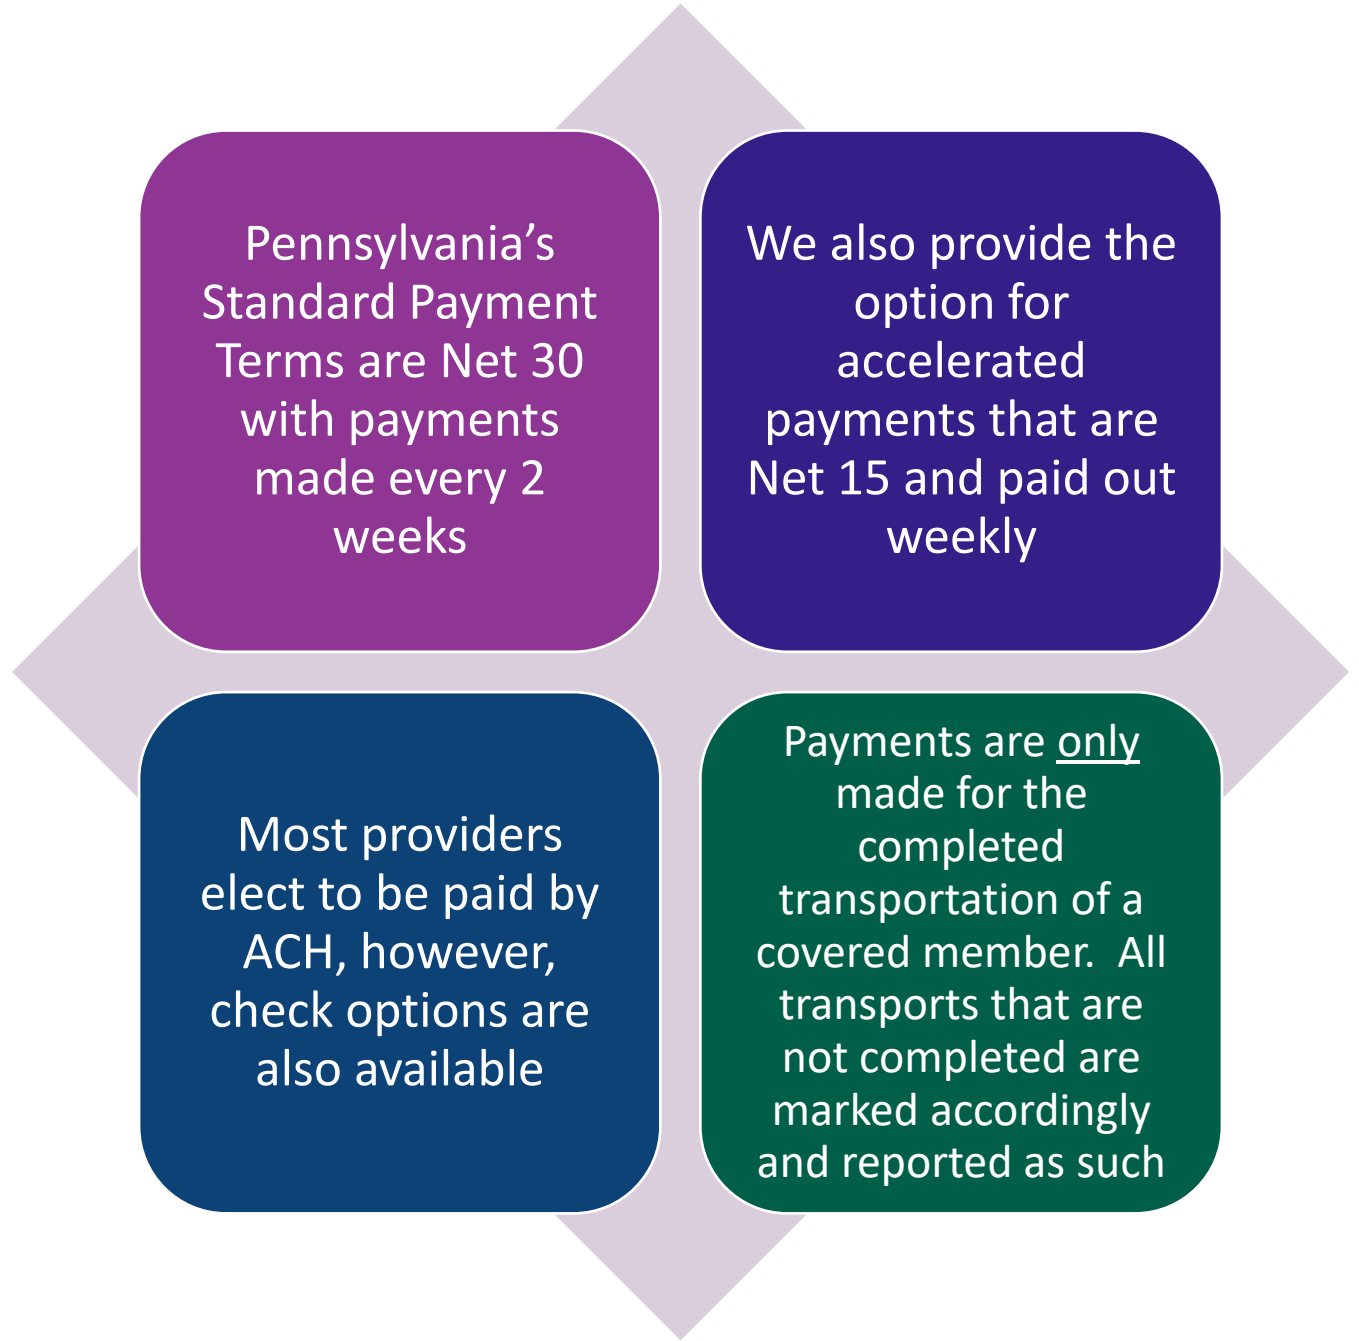 Pennsylvania’s
Standard Payment
Terms are Net 30
with payments
made every 2
weeks
We also provide the
option for
accelerated
payments that are
Net 15 and paid out
weekly
Most providers
elect to be paid by
ACH, however,
check options are
also available
Payments are only
made for the
completed
transportation of a
covered member.  All
transports that are
not completed are
marked accordingly
and reported as such